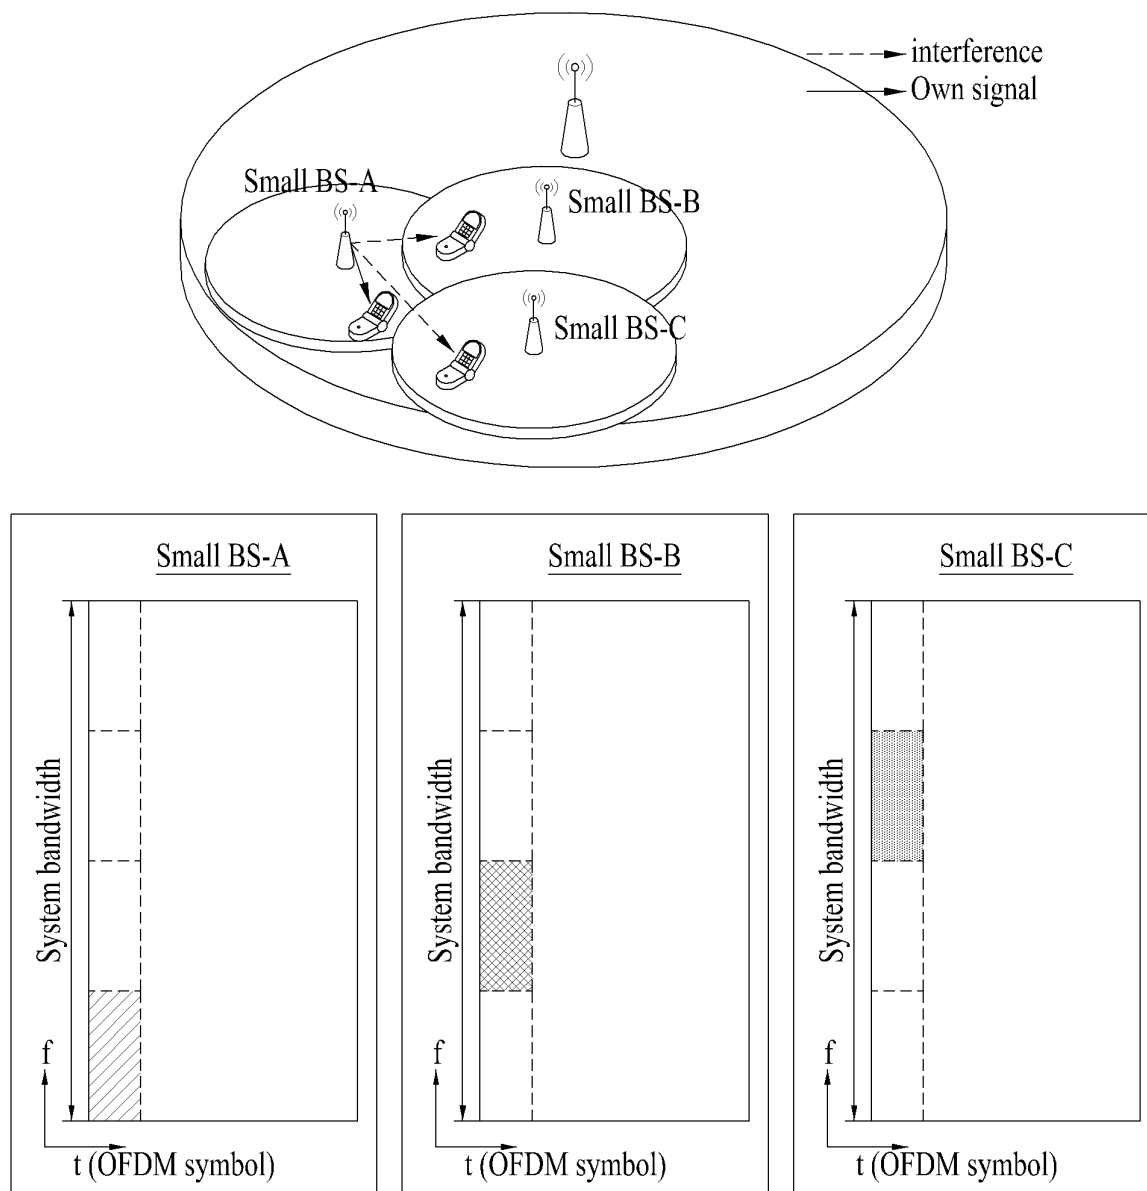 interference
Own signal
Small BS-A
Small BS-B
Small BS-C
Small BS-A
System bandwidth
f
t (OFDM symbol)
Small BS-B
System bandwidth
f
t (OFDM symbol)
Small BS-C
System bandwidth
f
t (OFDM symbol)